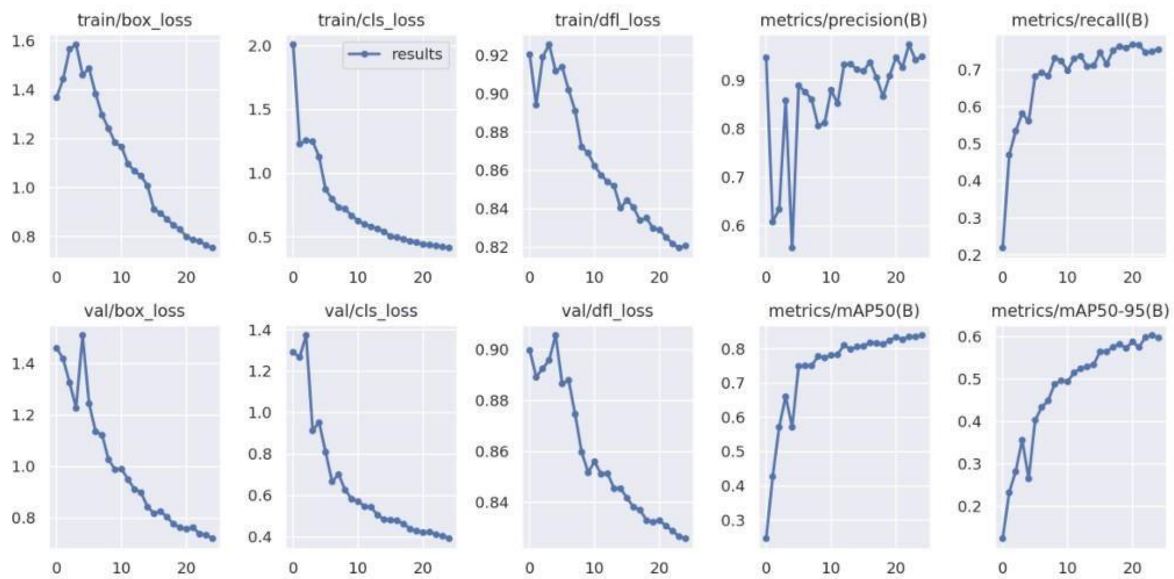 train/box_loss
train/cls_loss
train/dfl_loss
metrics/precision(B)
metrics/recall(B)
1.6
1.4
1.2
1.0
0.8
0 10 20
2.0
1.5
1.0
0.5
results
0 10 20
0.92
0.90
0.88
0.86
0.84
0.82
0 10 20
0.9
0.8
0.7
0.6
0 10 20
0.7
0.6
0.5
0.4
0.3
0.2
0 10 20
val/box_loss
val/cls_loss
val/dfl_loss
metrics/mAP50(B)
metrics/mAP50-95(B)
1.4
1.2
1.0
0.8
0 10 20
1.4
1.2
1.0
0.8
0.6
0.4
0 10 20
0.90
0.88
0.86
0.84
0 10 20
0.8
0.7
0.6
0.5
0.4
0.3
0 10 20
0.6
0.5
0.4
0.3
0.2
0.1
0 10 20